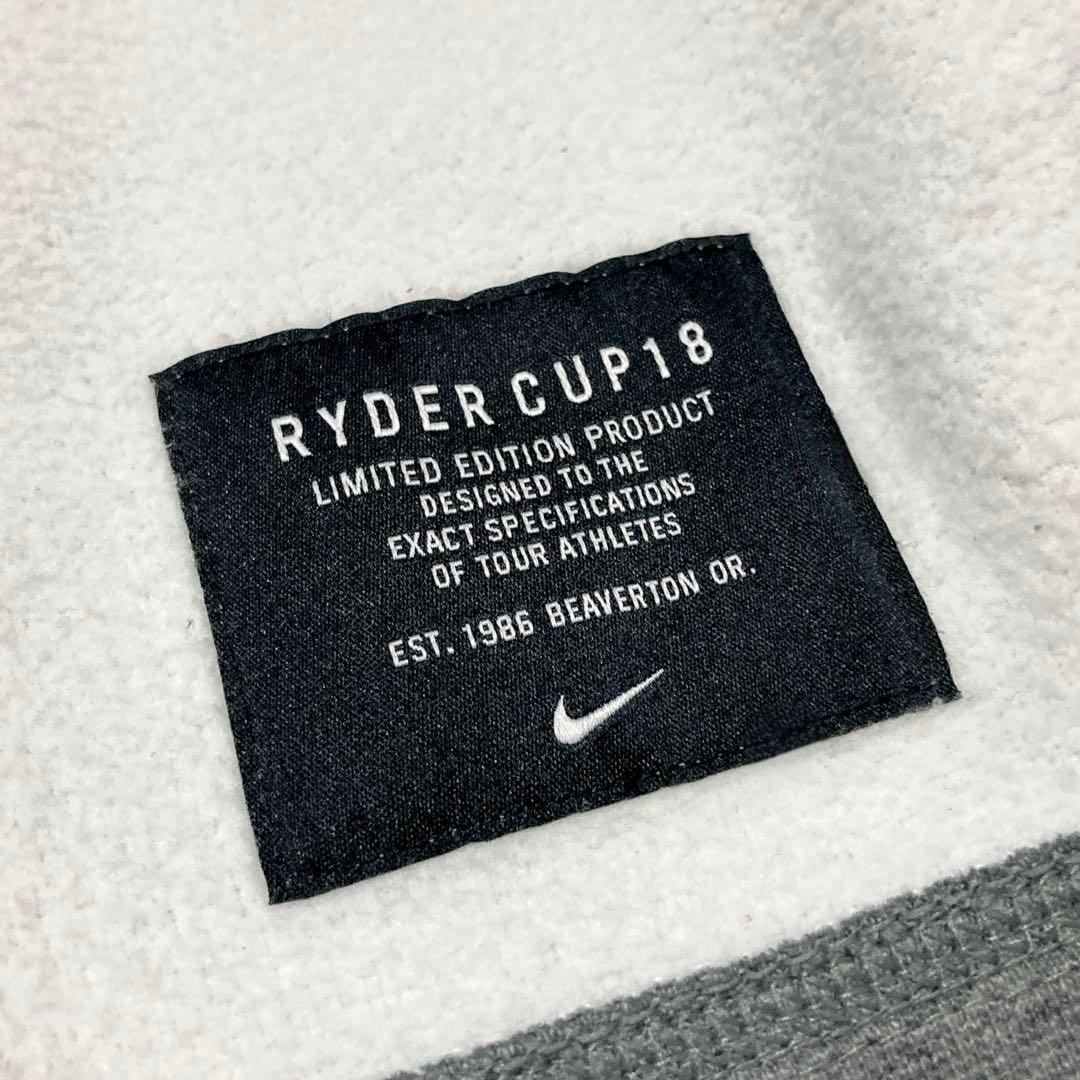 RYDER CUP 18
LIMITED EDITION PRODUCT
DESIGNED TO THE
EXACT SPECIFICATIONS
OF TOUR ATHLETES
EST. 1986 BEAVERTON OR.